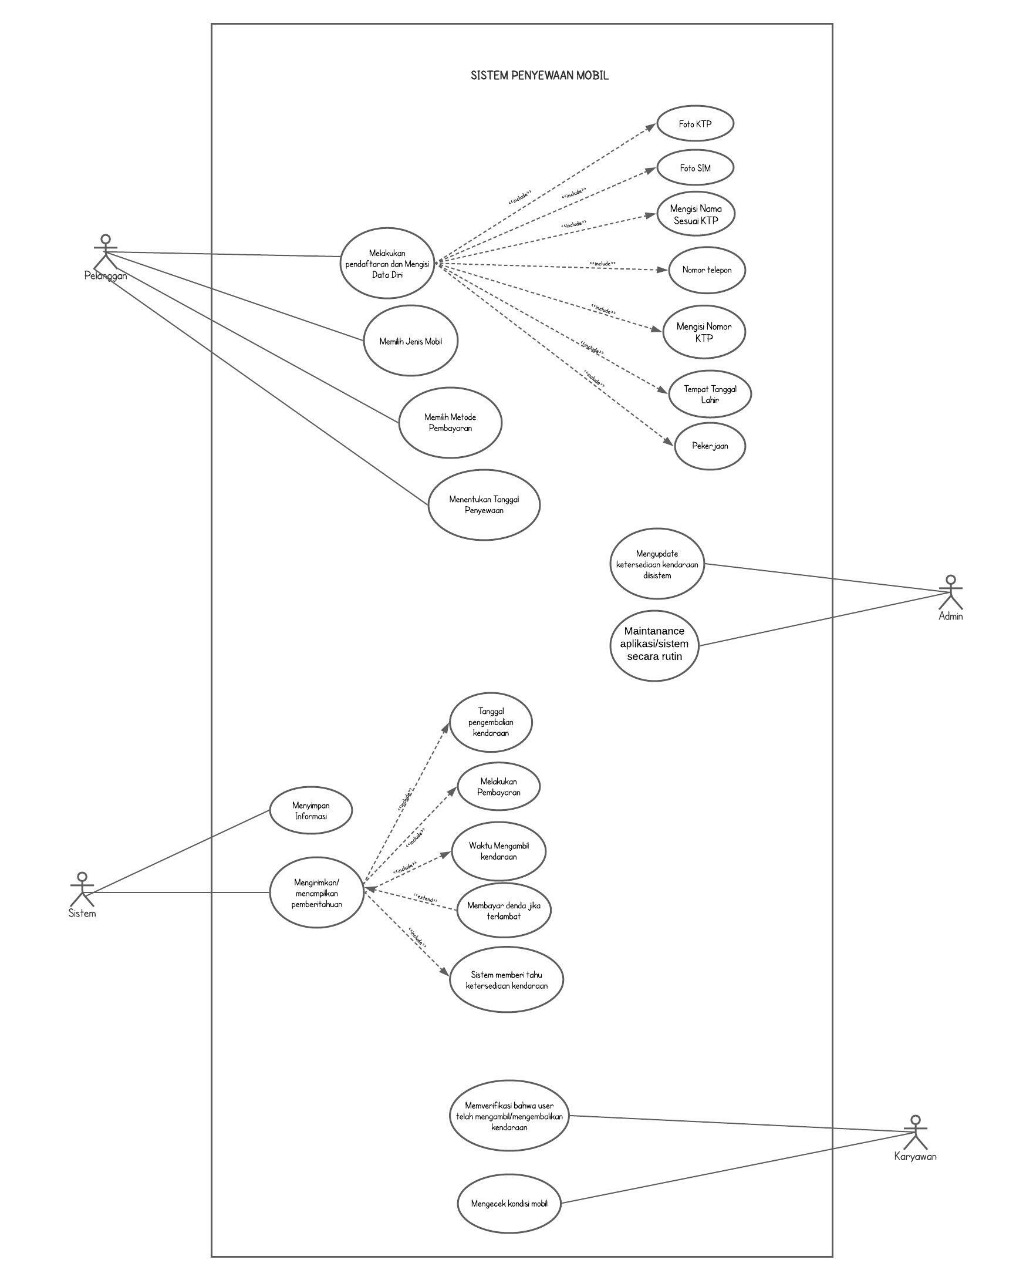 SISTEM PENYEWAAN MOBIL
Foto KTP
Foto SIM
Mengisi Nama
Sesuai KTP
Nomor telepon
Mengisi Nomor
KTP
Tempat Tanggal
Lahir
Pekerjaan
<<include>>
<<include>>
<<include>>
<<include>>
<<include>>
<<include>>
<<include>>
Pelanggan
Melakukan
pendaftaran dan Mengisi
Data Diri
Memilih Jenis Mobil
Memilih Metode
Pembayaran
Menentukan Tanggal
Penyewaan
Mengupdate
ketersediaan kendaraan
diisistem
Maintanance
aplikasi/sistem
secara rutin
Admin
Tanggal
pengembalian
kendaraan
Melakukan
Pembayaran
Waktu Mengambil
kendaraan
Membayar denda jika
terlambat
Sistem memberi tahu
ketersediaan kendaraan
<<include>>
<<include>>
<<include>>
<<extend>>
<<include>>
Menyimpan
Informasi
Mengirimkan/
menampilkan
pemberitahuan
Sistem
Memverifikasi bahwa user
telah mengambil/mengembalikan
kendaraan
Mengecek kondisi mobil
Karyawan